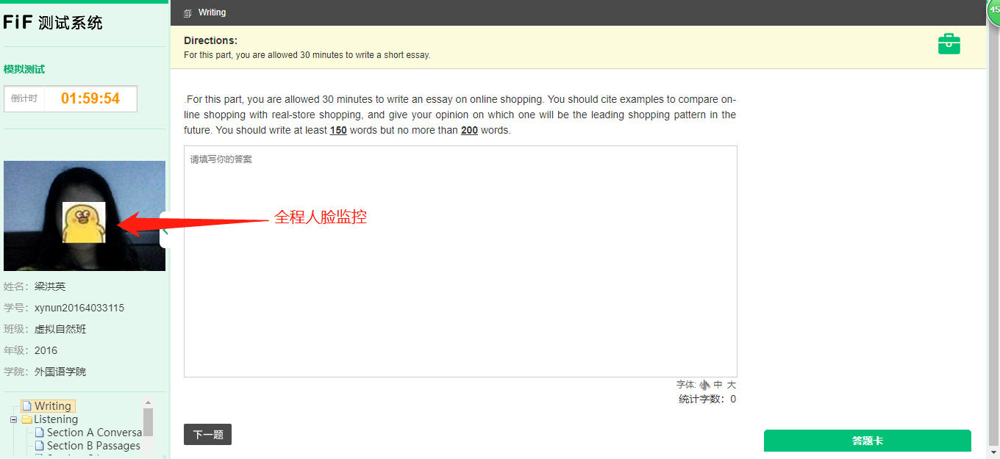 FiF 测试系统
模拟测试
倒计时 01:59:54
全程人脸监控
姓名: 梁洪英
学号: xynun20164033115
班级: 虚拟自然班
年级: 2016
学院: 外国语学院
Writing
Listening
Section A Conversa
Section B Passages
Writing
45
Directions:
For this part, you are allowed 30 minutes to write a short essay.
.For this part, you are allowed 30 minutes to write an essay on online shopping. You should cite examples to compare on-
line shopping with real-store shopping, and give your opinion on which one will be the leading shopping pattern in the
future. You should write at least 150 words but no more than 200 words.
请填写你的答案
字体: 小 中 大
统计字数: 0
下一题
答题卡